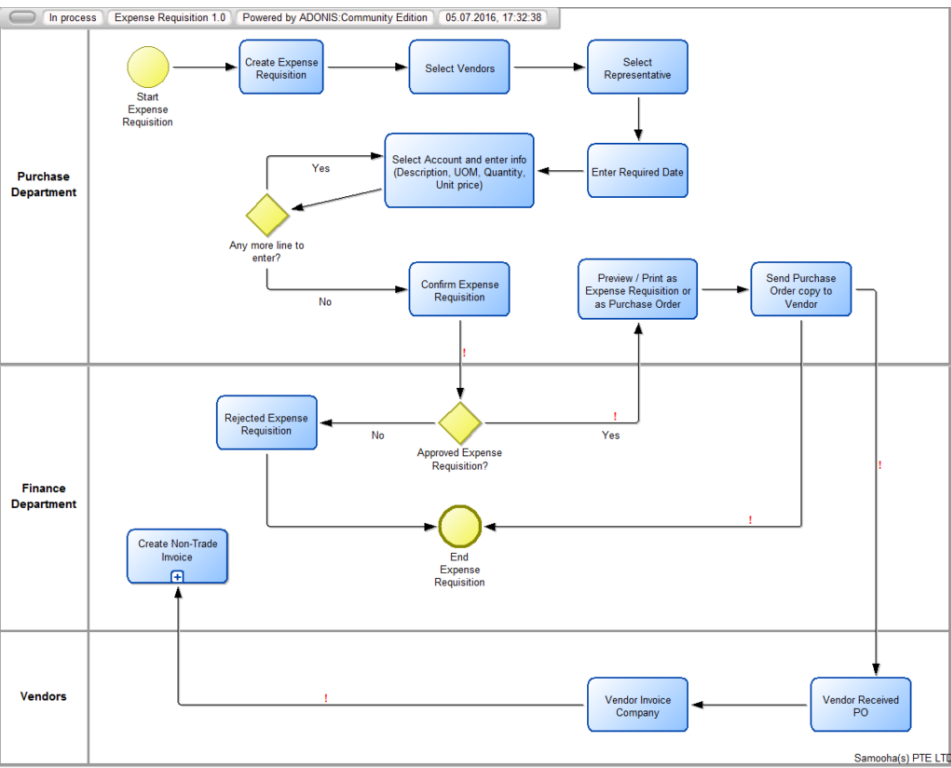 In process
Expense Requisition 1.0
Powered by ADONIS:Community Edition
05.07.2016, 17:32:38
Purchase
Department
Start
Expense
Requisition
Create Expense
Requisition
Select Vendors
Select
Representative
Enter Required Date
Select Account and enter info
(Description, UOM, Quantity,
Unit price)
Yes
Any more line to
enter?
No
Confirm Expense
Requisition
!
Preview / Print as
Expense Requisition or
as Purchase Order
Send Purchase
Order copy to
Vendor
Finance
Department
Rejected Expense
Requisition
No
Approved Expense
Requisition?
!
Yes
!
!
End
Expense
Requisition
Create Non-Trade
Invoice
+
Vendors
!
Vendor Invoice
Company
Vendor Received
PO
Samooha(s) PTE LTD